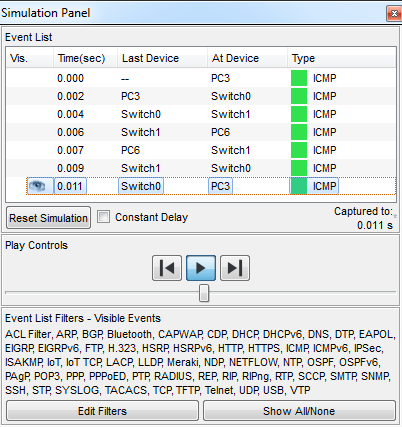 Simulation Panel
Event List
Vis. Time(sec) Last Device At Device Type
0.000 -- PC3 ICMP
0.002 PC3 Switch0 ICMP
0.004 Switch0 Switch1 ICMP
0.006 Switch1 PC6 ICMP
0.007 PC6 Switch1 ICMP
0.009 Switch1 Switch0 ICMP
0.011 Switch0 PC3 ICMP
Reset Simulation Constant Delay Captured to:
0.011 s
Play Controls
Event List Filters - Visible Events
ACL Filter, ARP, BGP, Bluetooth, CAPWAP, CDP, DHCP, DHCPv6, DNS, DTP, EAPOL,
EIGRP, EIGRPv6, FTP, H.323, HSRP, HSRPv6, HTTP, HTTPS, ICMP, ICMPv6, IPSec,
ISAKMP, IoT, IoT TCP, LACP, LLDP, Meraki, NDP, NETFLOW, NTP, OSPF, OSPFv6,
PAgP, POP3, PPP, PPPoED, PTP, RADIUS, REP, RIP, RIPng, RTP, SCCP, SMTP, SNMP,
SSH, STP, SYSLOG, TACACS, TCP, TFTP, Telnet, UDP, USB, VTP
Edit Filters Show All/None